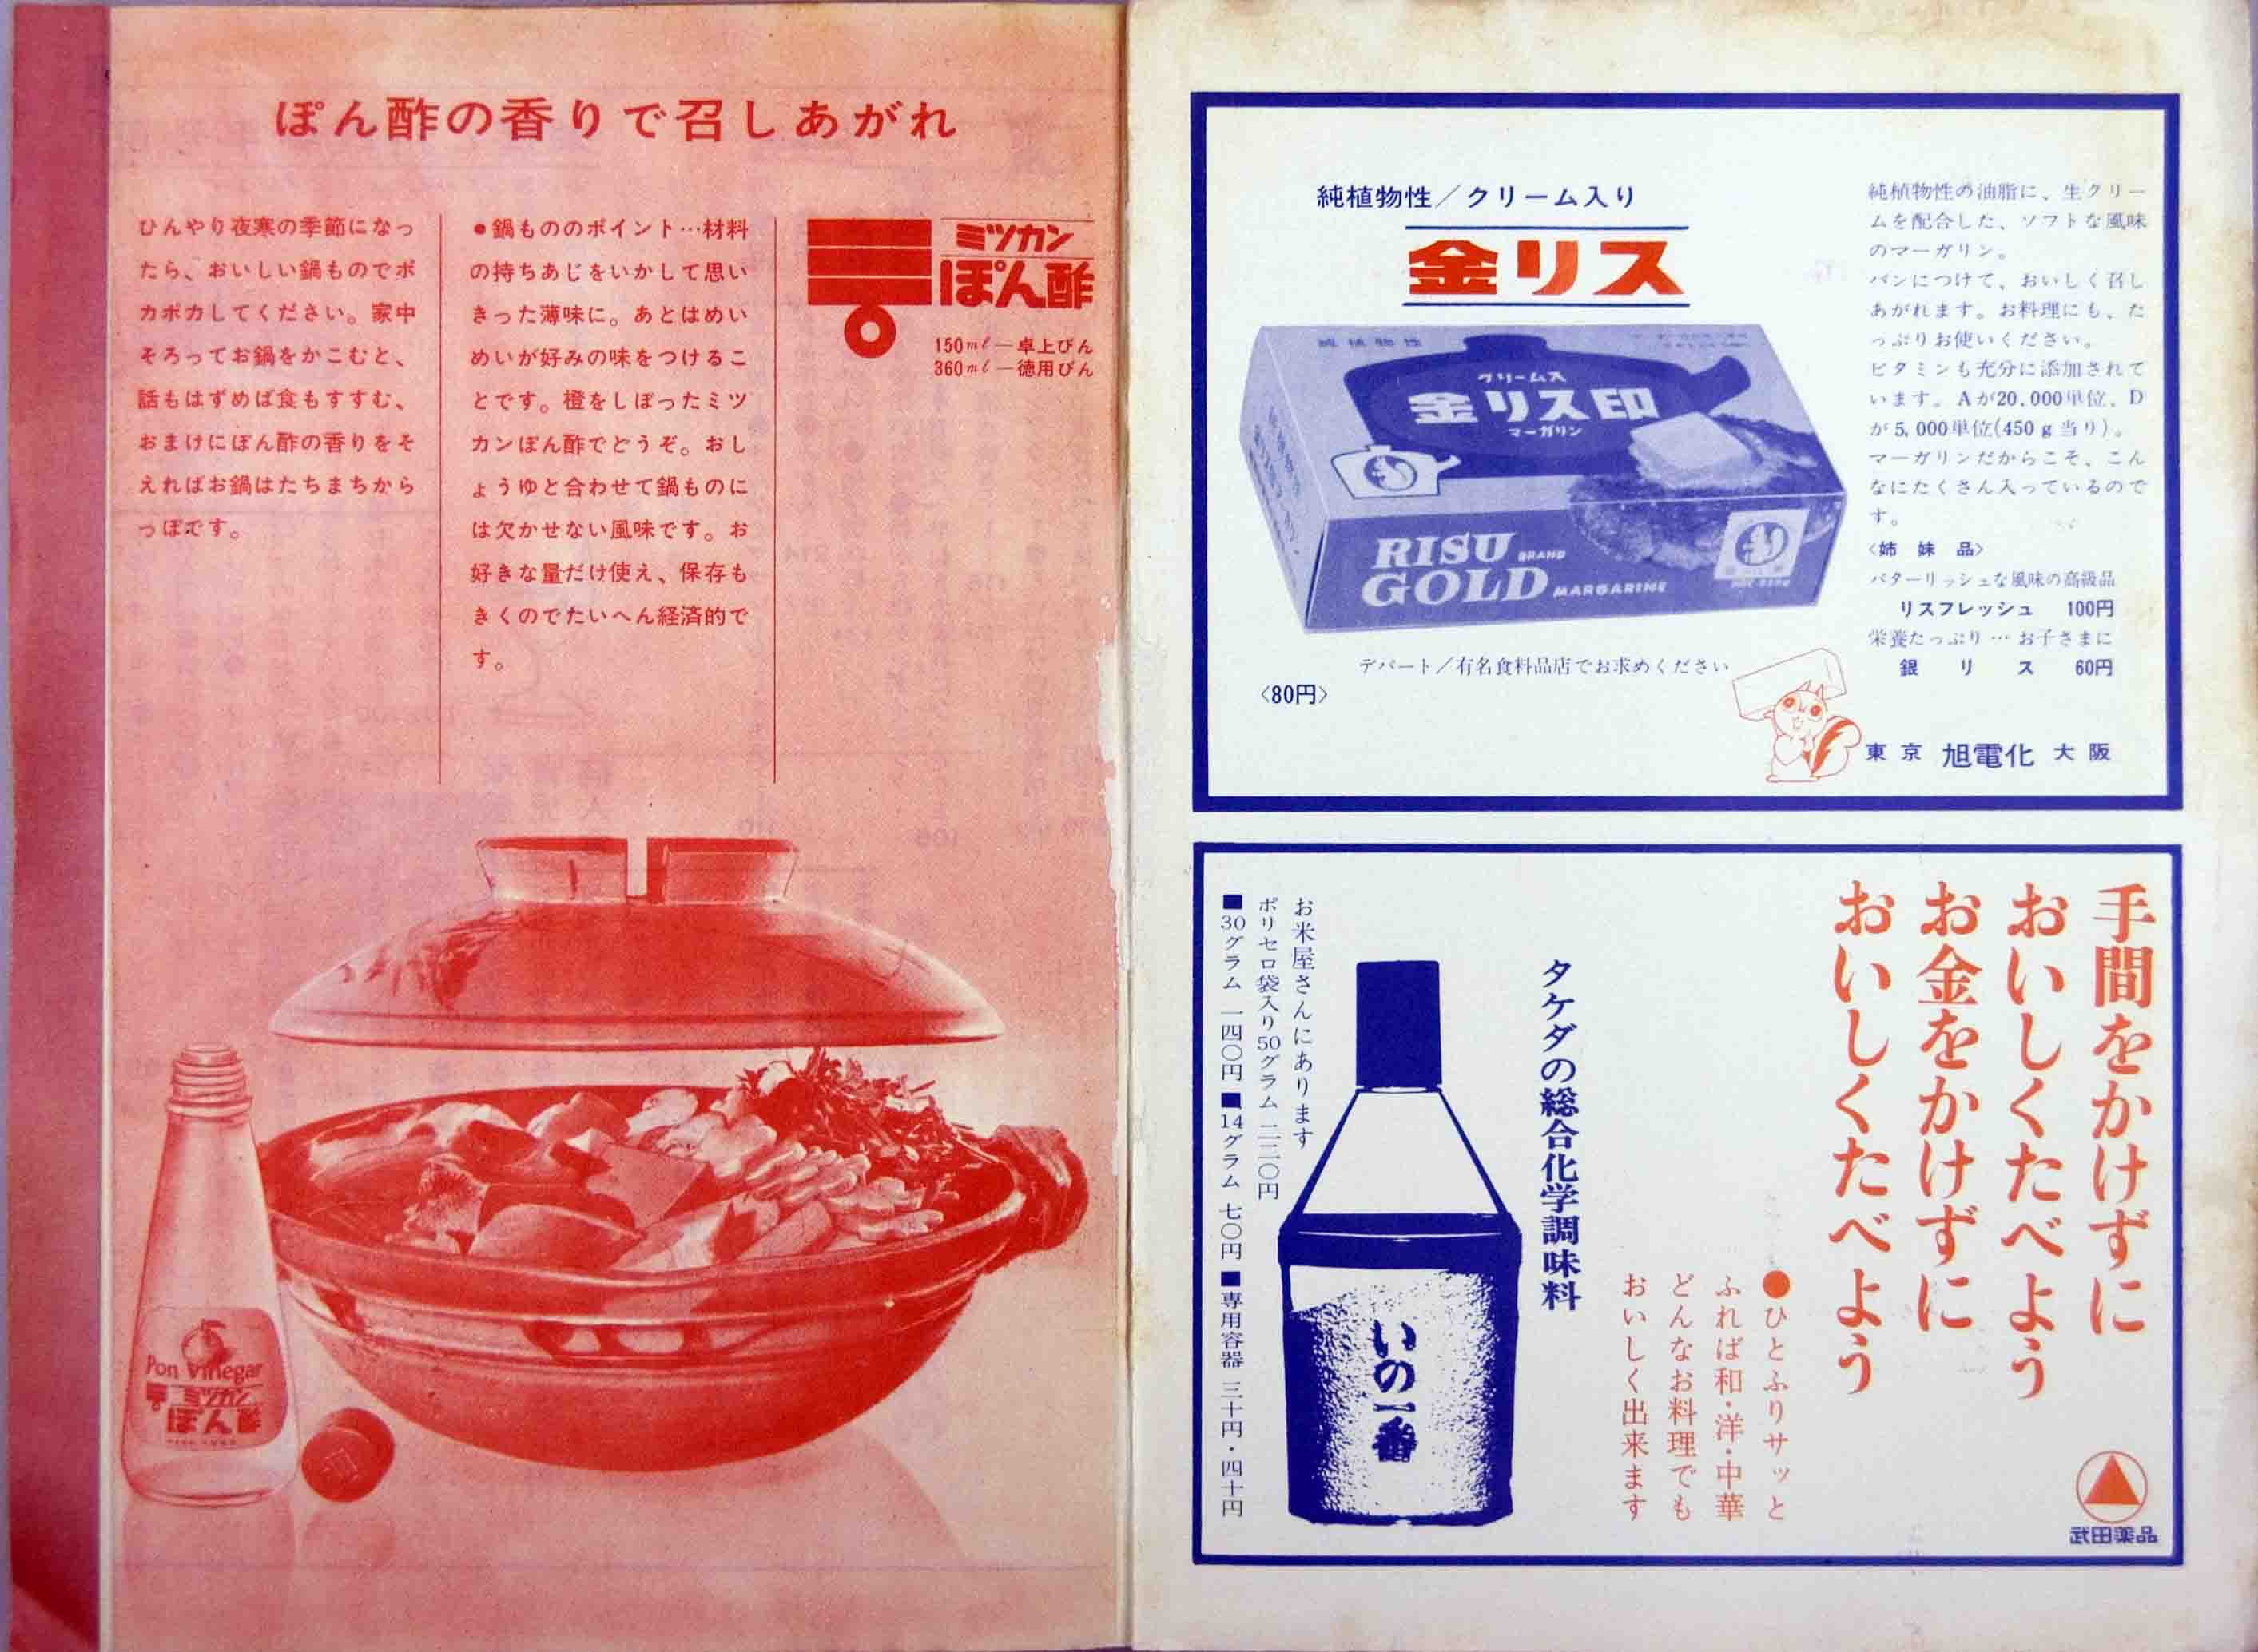 ぽん酢の香りで召しあがれ
ひんやり夜寒の季節になっ
たら、おいしい鍋ものでポ
カポカしてください。家中
そろってお鍋をかこむと、
話もはずめば食もすすむ、
おまけにぽん酢の香りをそ
えればお鍋はたちまちから
っぽです。
●鍋もののポイント…材料
の持ちあじをいかして思い
きった薄味に。あとはめい
めいが好みの味をつけるこ
とです。橙をしぼったミツ
カンぽん酢でどうぞ。おし
ょうゆと合わせて鍋ものに
は欠かせない風味です。お
好きな量だけ使え、保存も
きくのでたいへん経済的で
す。
ミツカン
ぽん酢
150ml―卓上びん
360ml―徳用びん
Pon Vinegar
ミツカン
ぽん酢
純植物性／クリーム入り
金リス
純植物性
クリーム入
金リス印
マーガリン
RISU BRAND
GOLD MARGARINE
デパート／有名食料品店でお求めください
〈80円〉
純植物性の油脂に、生クリー
ムを配合した、ソフトな風味
のマーガリン。
パンにつけて、おいしく召し
あがれます。お料理にも、た
っぷりお使いください。
ビタミンも充分に添加されて
います。Aが20,000単位、D
が5,000単位(450g当り)。
マーガリンだからこそ、こん
なにたくさん入っているので
す。
〈姉妹品〉
バターリッシュな風味の高級品
リスフレッシュ 100円
栄養たっぷり…お子さまに
銀リス 60円
東京 旭電化 大阪
手間をかけずに
おいしくたべよう
お金をかけずに
おいしくたべよう
●ひとふりサッと
ふれば和・洋・中華
どんなお料理でも
おいしく出来ます
タケダの総合化学調味料
いの一番
お米屋さんにあります
ポリセロ袋入り50グラム 二二〇円
■30グラム 一四〇円■14グラム 七〇円■専用容器 三十円・四十円
武田薬品